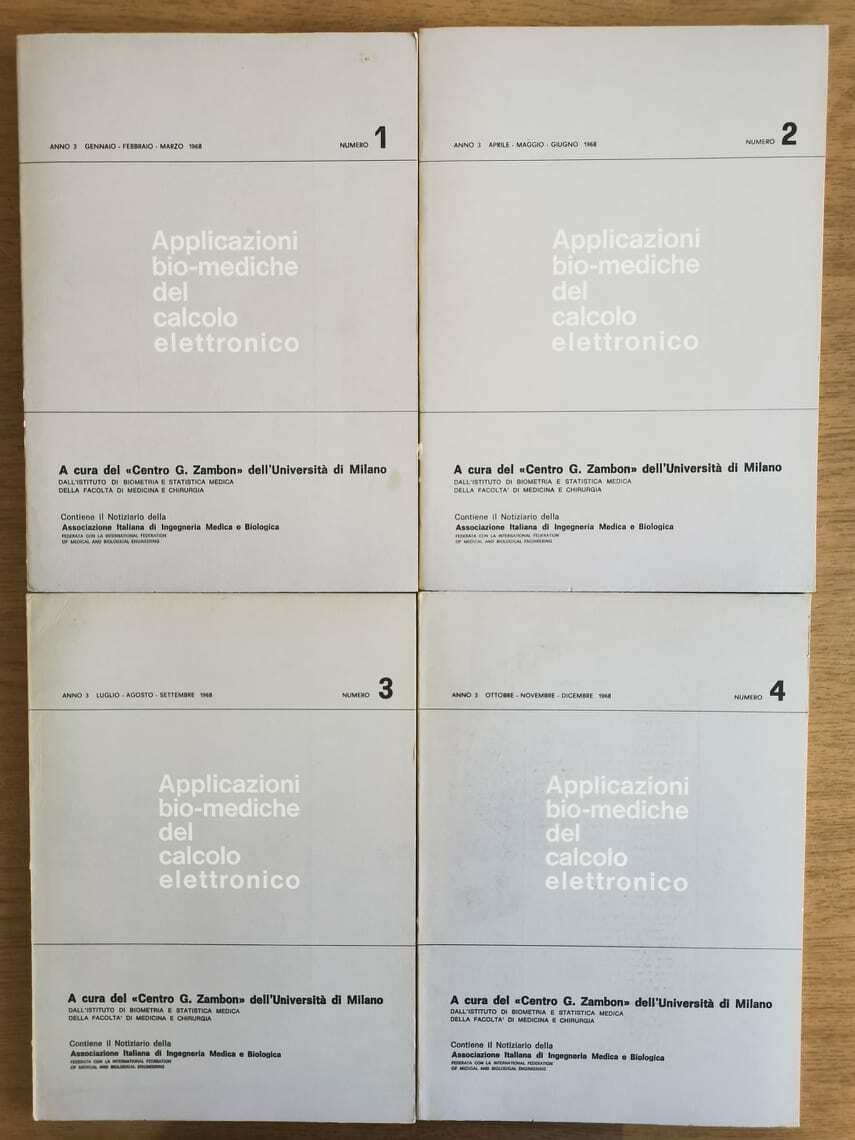 ANNO 3 GENNAIO - FEBBRAIO - MARZO 1968
NUMERO 1
Applicazioni
bio-mediche
del
calcolo
elettronico
A cura del «Centro G. Zambon» dell'Università di Milano
DALL'ISTITUTO DI BIOMETRIA E STATISTICA MEDICA
DELLA FACOLTÀ DI MEDICINA E CHIRURGIA
Contiene il Notiziario della
Associazione Italiana di Ingegneria Medica e Biologica
FEDERATA CON LA INTERNATIONAL FEDERATION
OF MEDICAL AND BIOLOGICAL ENGINEERING
ANNO 3 APRILE - MAGGIO - GIUGNO 1968
NUMERO 2
Applicazioni
bio-mediche
del
calcolo
elettronico
A cura del «Centro G. Zambon» dell'Università di Milano
DALL'ISTITUTO DI BIOMETRIA E STATISTICA MEDICA
DELLA FACOLTA' DI MEDICINA E CHIRURGIA
Contiene il Notiziario della
Associazione Italiana di Ingegneria Medica e Biologica
FEDERATA CON LA INTERNATIONAL FEDERATION
OF MEDICAL AND BIOLOGICAL ENGINEERING
ANNO 3 LUGLIO - AGOSTO - SETTEMBRE 1968
NUMERO 3
Applicazioni
bio-mediche
del
calcolo
elettronico
A cura del «Centro G. Zambon» dell'Università di Milano
DALL'ISTITUTO DI BIOMETRIA E STATISTICA MEDICA
DELLA FACOLTA' DI MEDICINA E CHIRURGIA
Contiene il Notiziario della
Associazione Italiana di Ingegneria Medica e Biologica
FEDERATA CON LA INTERNATIONAL FEDERATION
OF MEDICAL AND BIOLOGICAL ENGINEERING
ANNO 3 OTTOBRE - NOVEMBRE - DICEMBRE 1968
NUMERO 4
Applicazioni
bio-mediche
del
calcolo
elettronico
A cura del «Centro G. Zambon» dell'Università di Milano
DALL'ISTITUTO DI BIOMETRIA E STATISTICA MEDICA
DELLA FACOLTA' DI MEDICINA E CHIRURGIA
Contiene il Notiziario della
Associazione Italiana di Ingegneria Medica e Biologica
FEDERATA CON LA INTERNATIONAL FEDERATION
OF MEDICAL AND BIOLOGICAL ENGINEERING